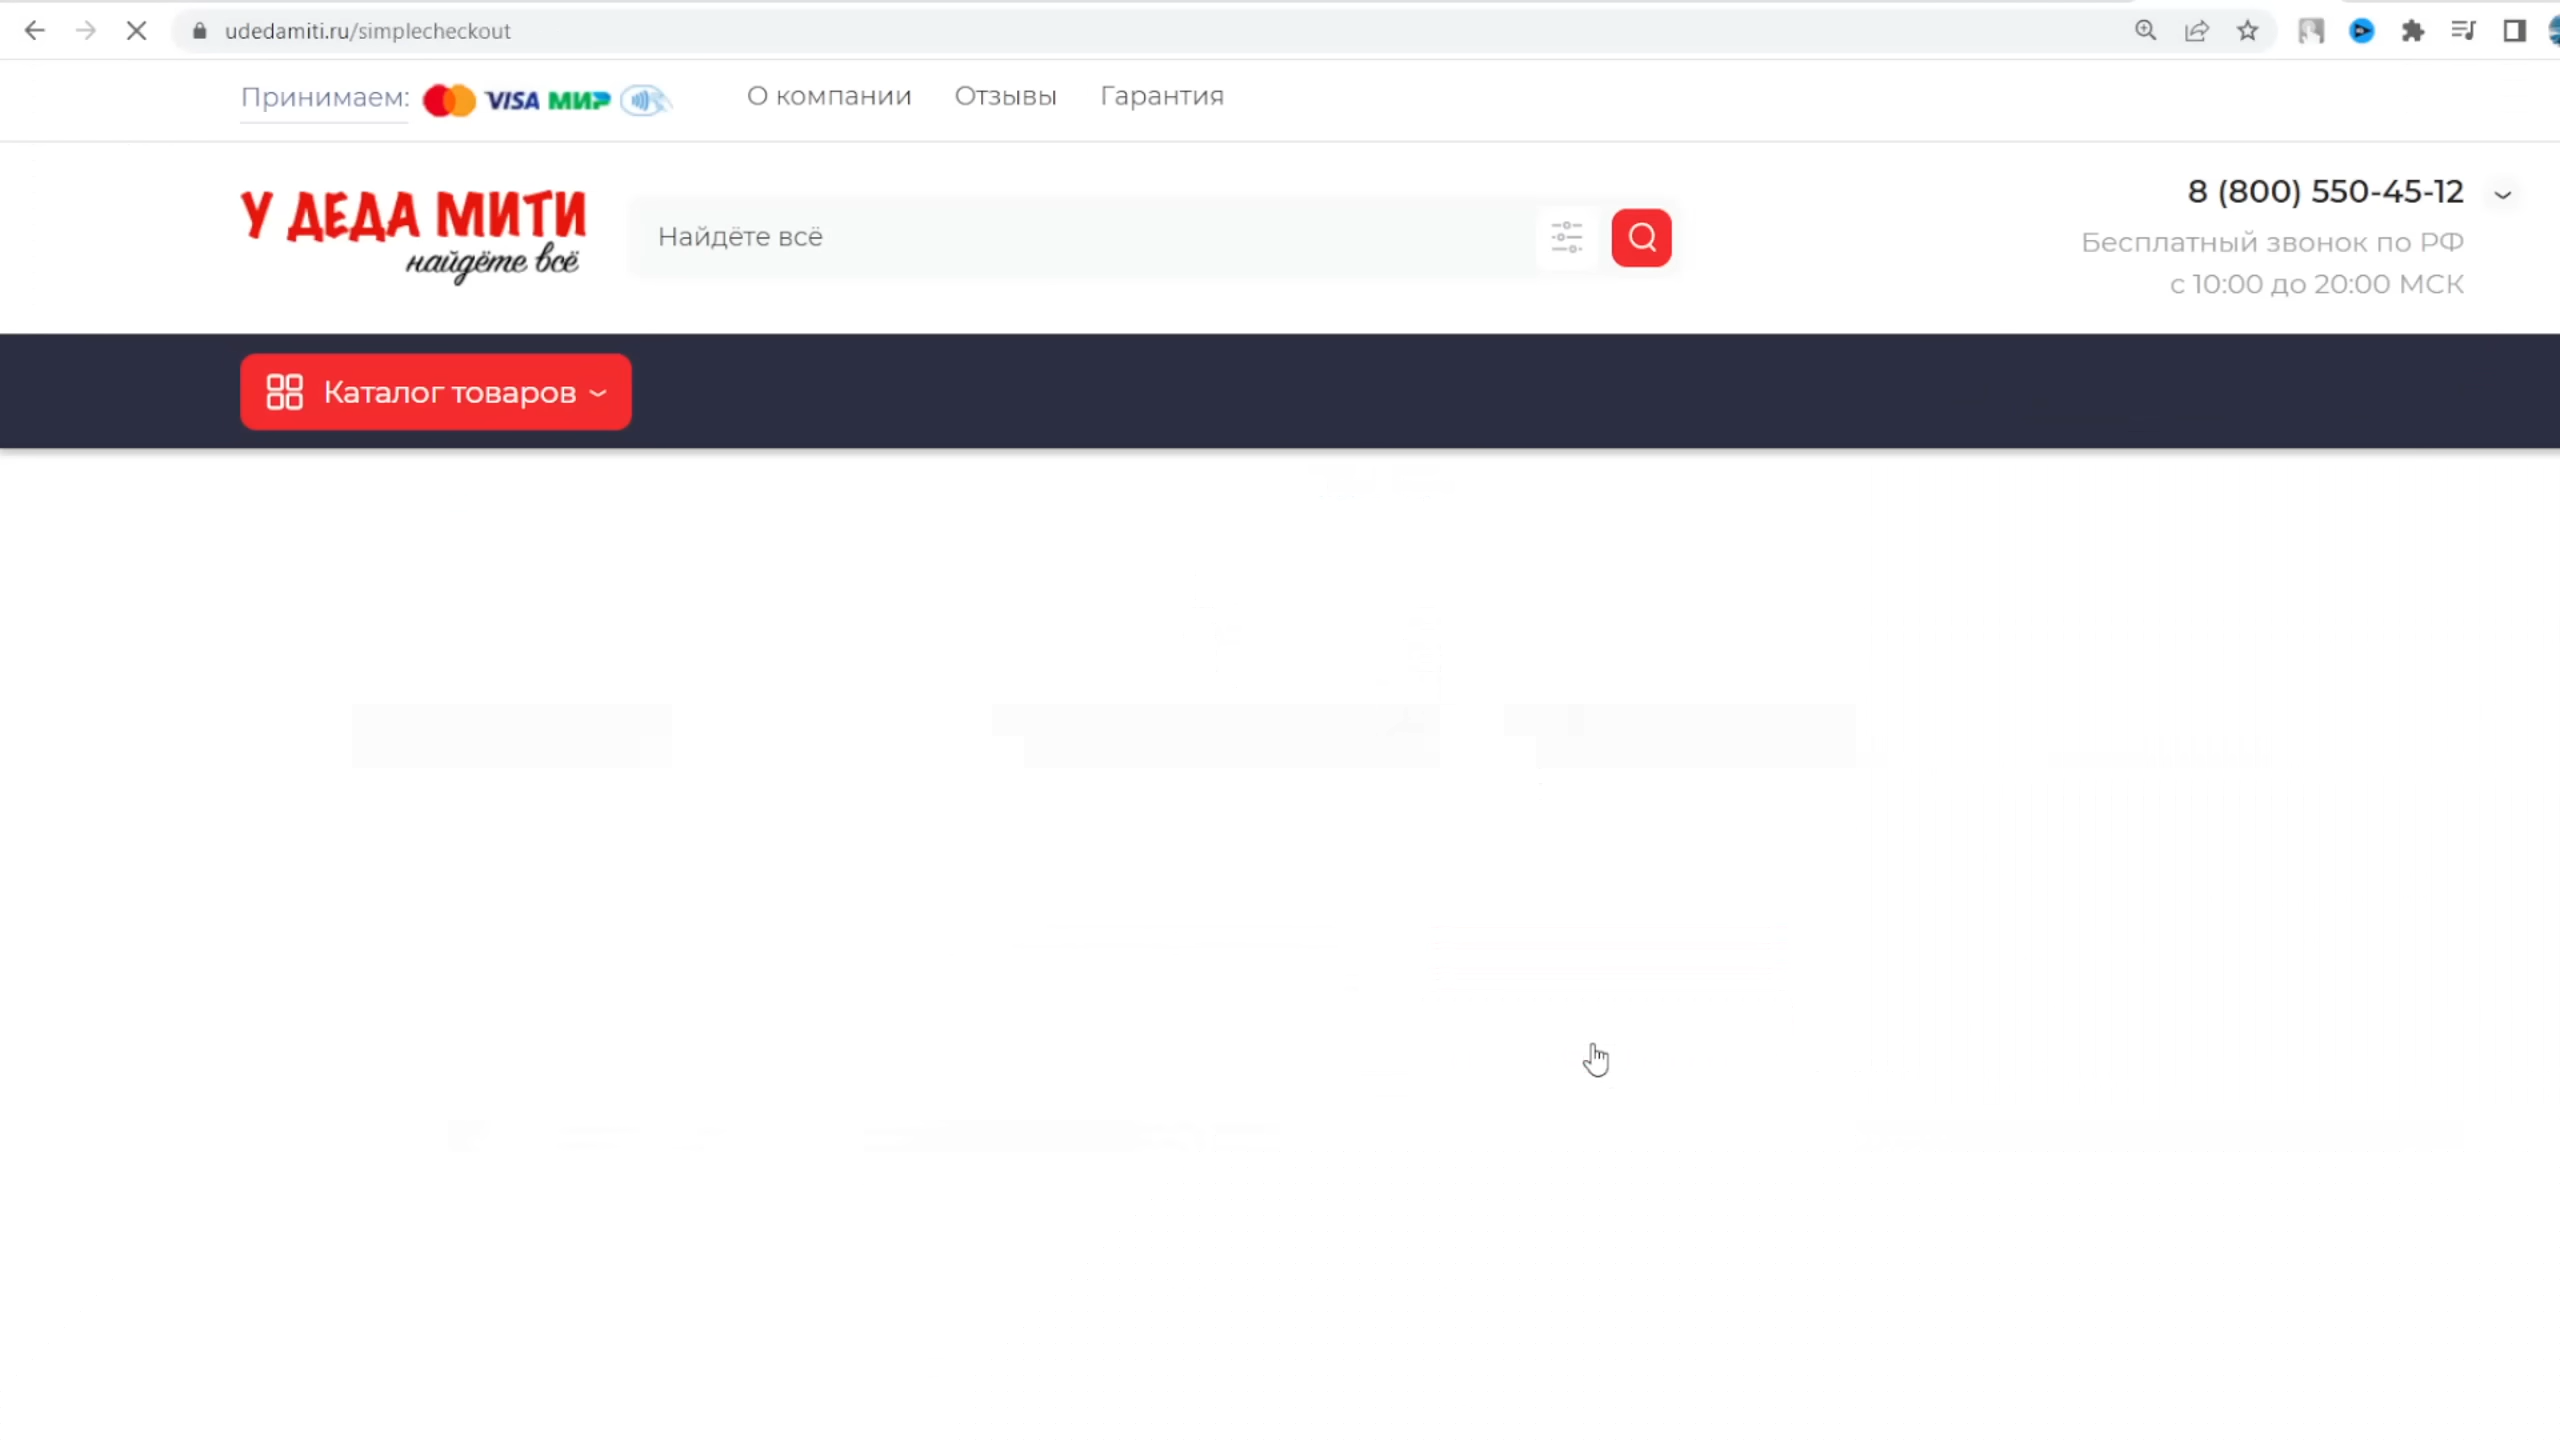 udedamiti.ru/simplecheckout
Принимаем: VISA МИР О компании Отзывы Гарантия
8 (800) 550-45-12
У ДЕДА МИТИ
найдёте всё
Найдёте всё
Бесплатный звонок по РФ
с 10:00 до 20:00 МСК
Каталог товаров